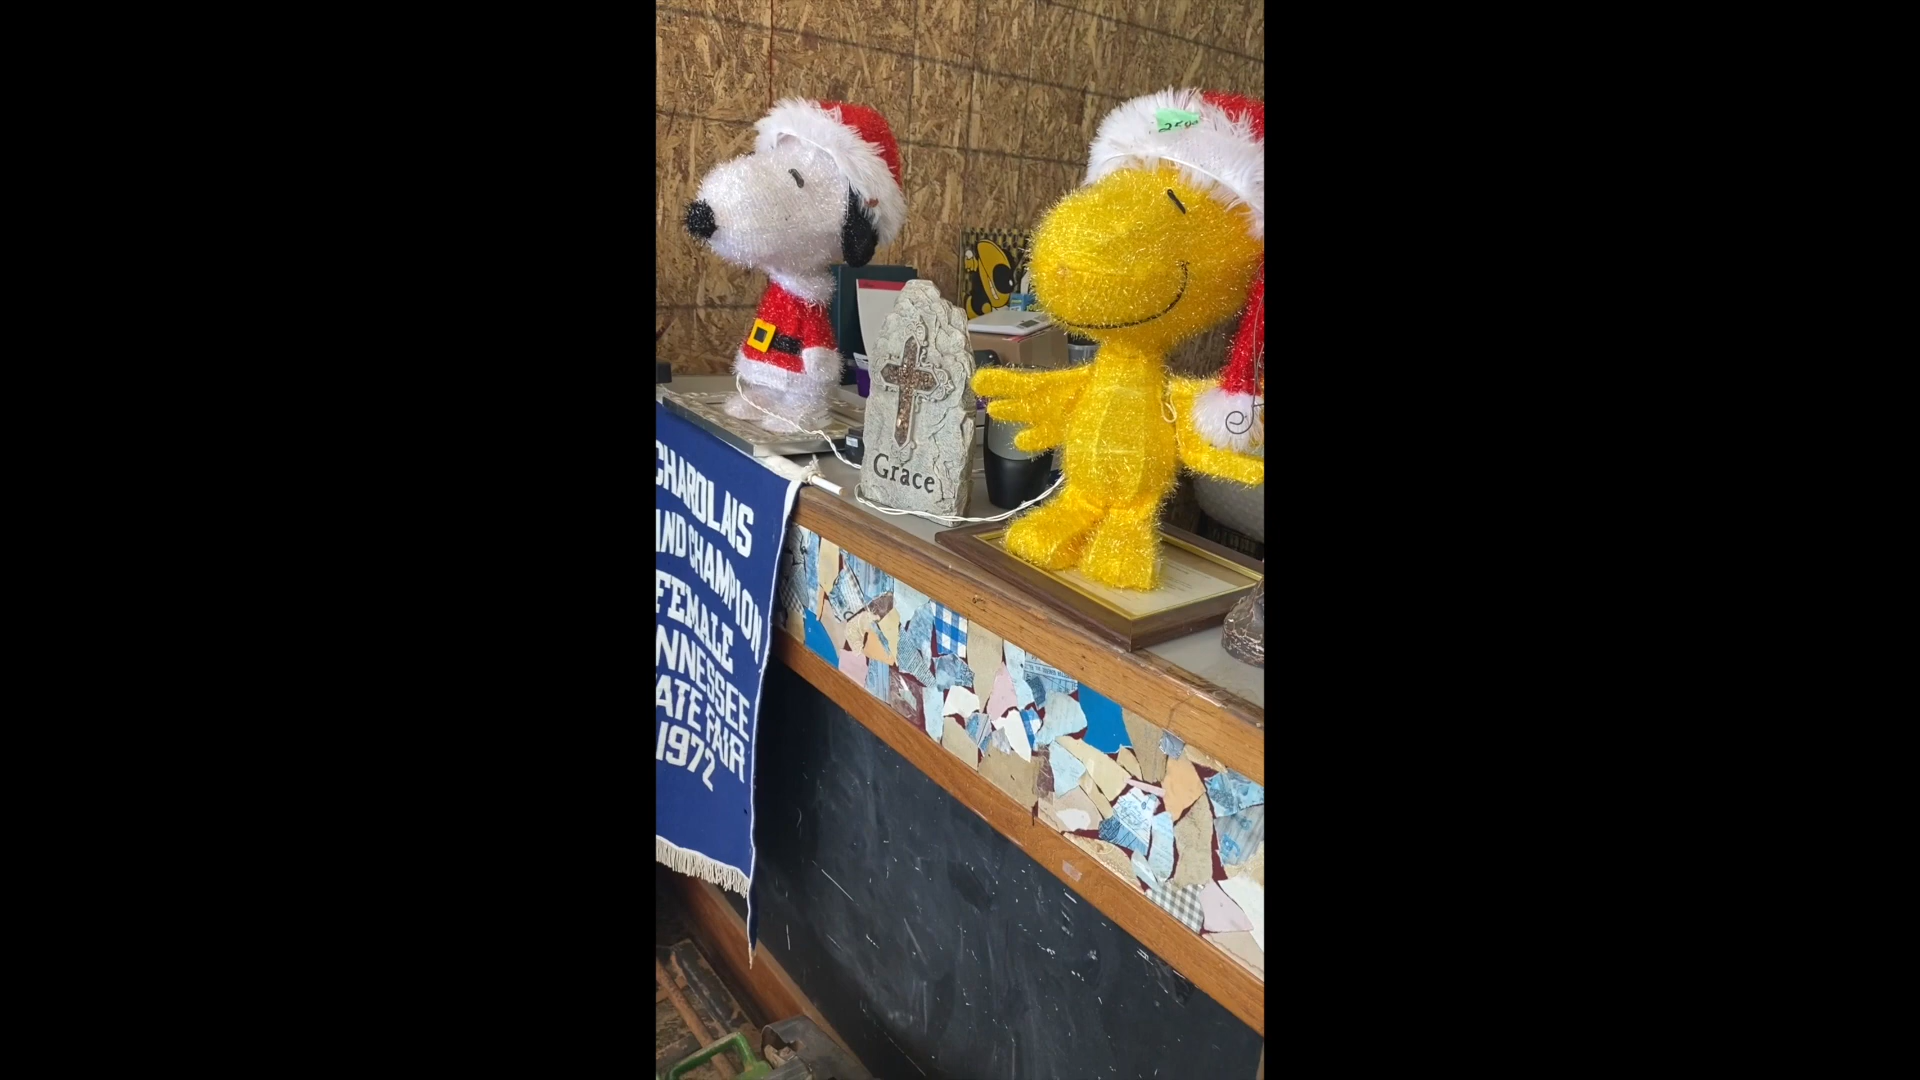 Grace
CHAROLAIS
AND CHAMPION
FEMALE
NNESSEE
ATE FAIR
1972